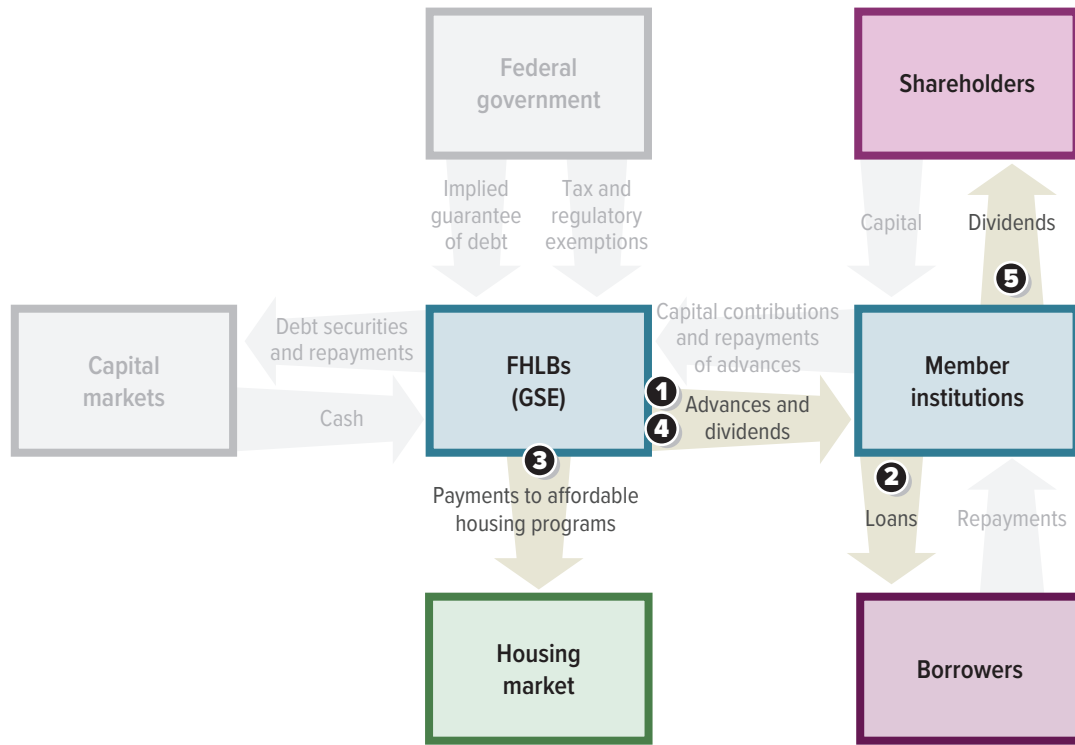 Federal
government
Shareholders
Implied
guarantee
of debt
Tax and
regulatory
exemptions
Capital
Dividends
5
Capital
markets
Debt securities
and repayments
Cash
FHLBs
(GSE)
Capital contributions
and repayments
of advances
1
4
Advances and
dividends
Member
institutions
3
Payments to affordable
housing programs
2
Loans
Repayments
Housing
market
Borrowers